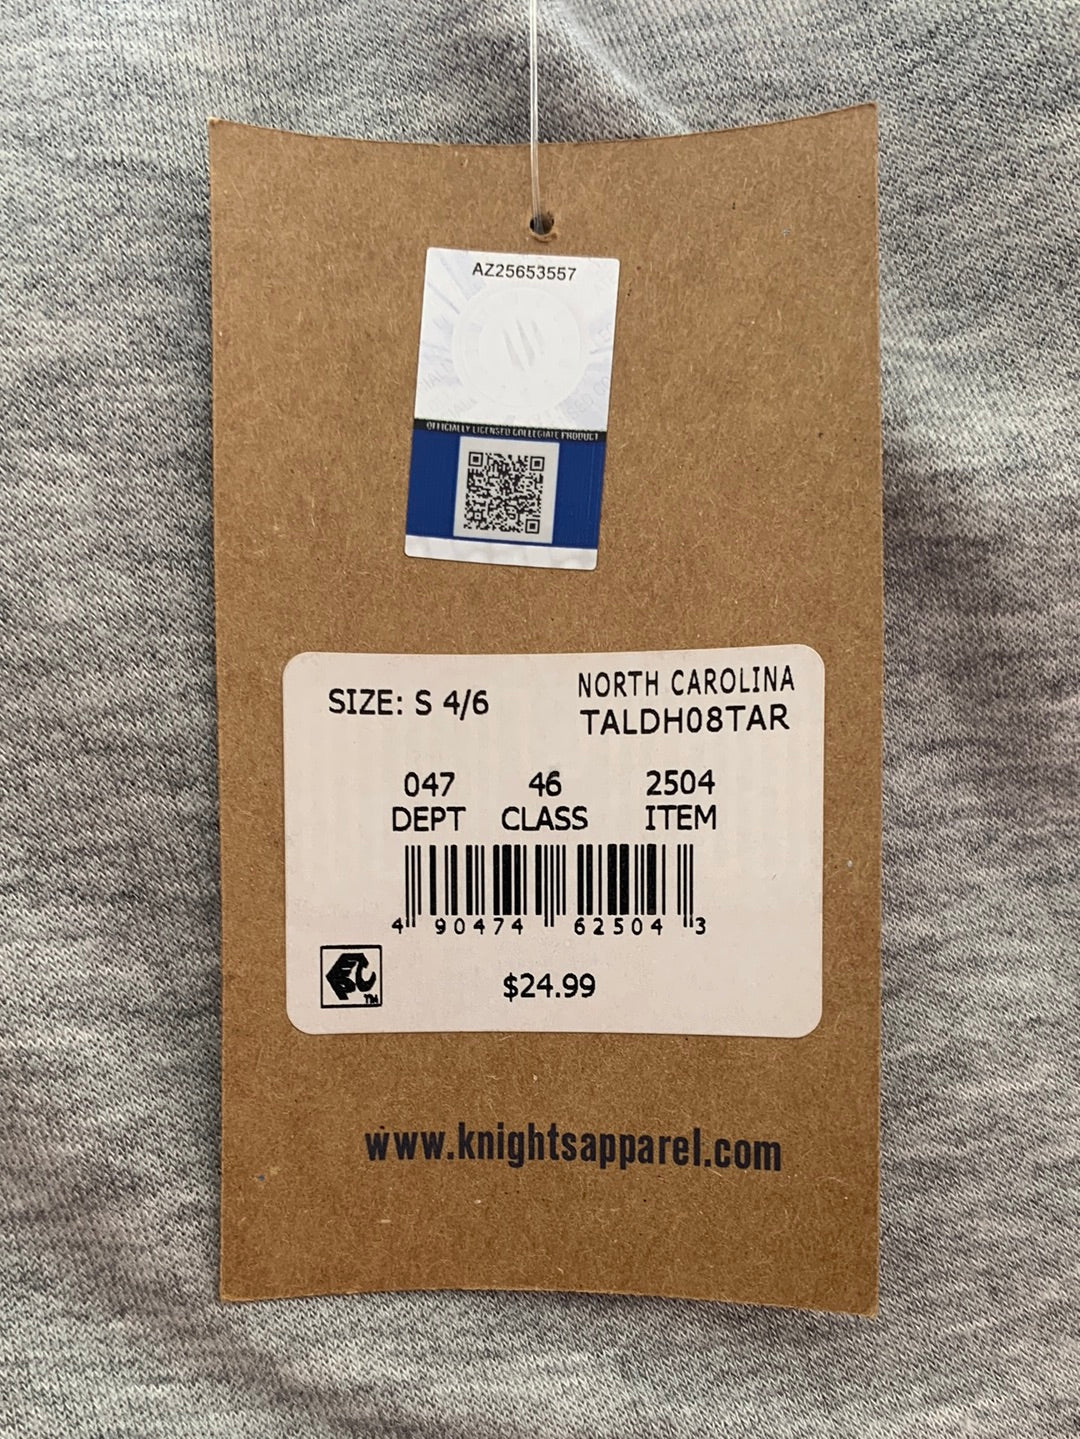 AZ25653557
OFFICIALLY LICENSED COLLEGIATE PRODUCT
SIZE: S 4/6
NORTH CAROLINA
TALDH08TAR
047 46 2504
DEPT CLASS ITEM
4 90474 62504 3
TM
$24.99
www.knightsapparel.com